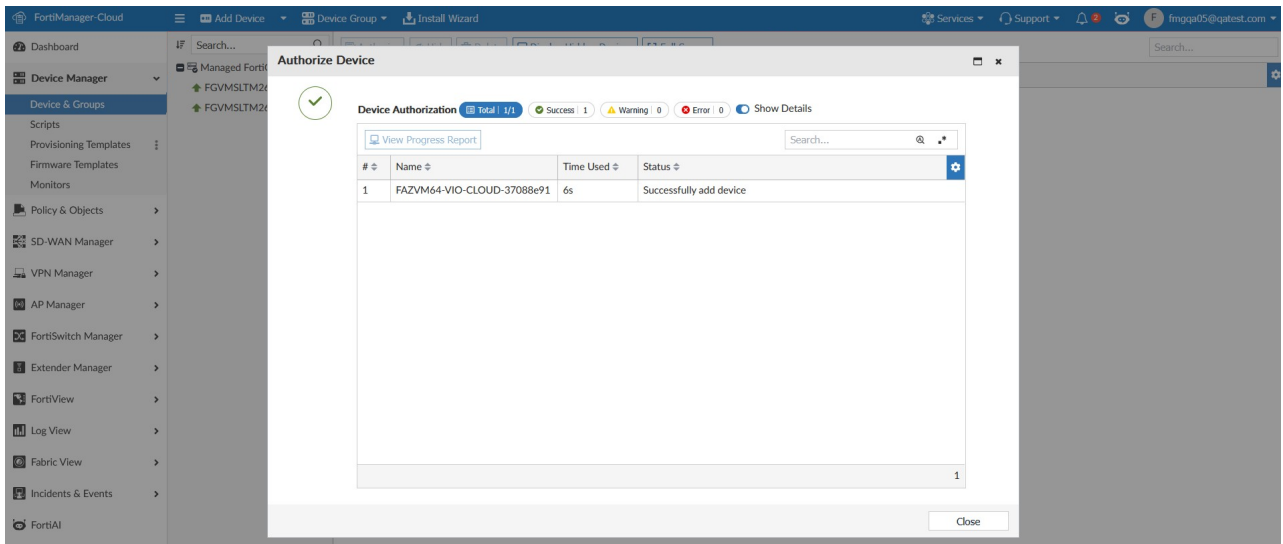 FortiManager-Cloud
Add Device
Device Group
Install Wizard
Services
Support
2
F
fmgqa05@qatest.com
Dashboard
Device Manager
Device & Groups
Scripts
Provisioning Templates
Firmware Templates
Monitors
Policy & Objects
SD-WAN Manager
VPN Manager
AP Manager
FortiSwitch Manager
Extender Manager
FortiView
Log View
Fabric View
Incidents & Events
FortiAI
Search...
Managed
FGVMSLTM26
FGVMSLTM26
Search...
Authorize Device
Device Authorization Total | 1/1 Success | 1 Warning | 0 Error | 0 Show Details
View Progress Report
Search...
# Name Time Used Status
1 FAZVM64-VIO-CLOUD-37088e91 6s Successfully add device
1
Close